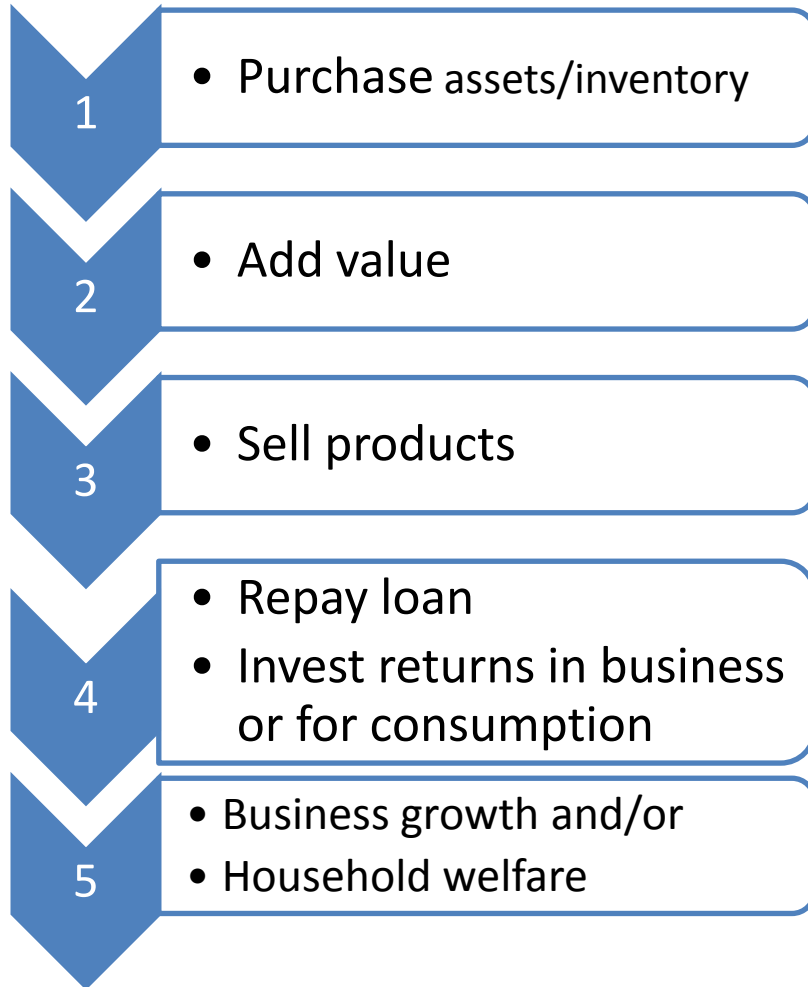 1
• Purchase assets/inventory
2
• Add value
3
• Sell products
4
• Repay loan
• Invest returns in business
or for consumption
5
• Business growth and/or
• Household welfare